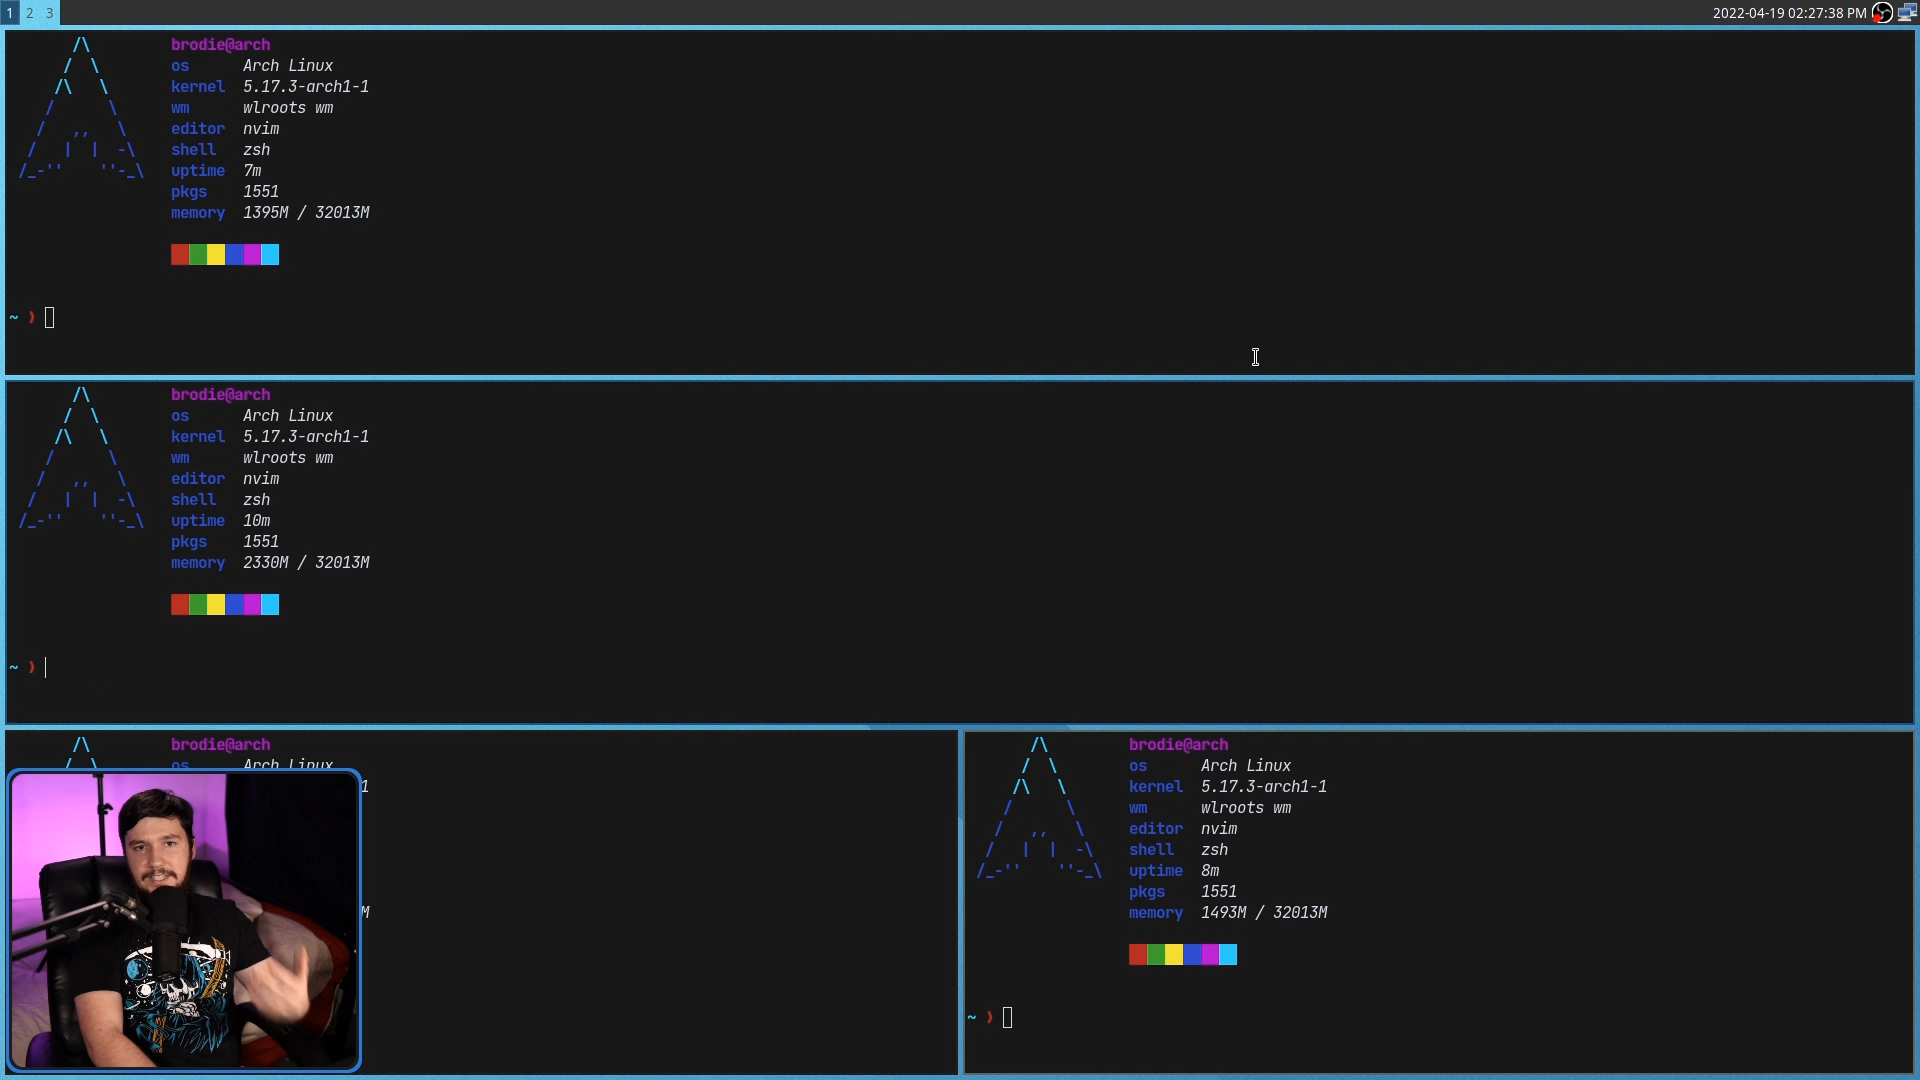 1 2 3
2022-04-19 02:27:38 PM
brodie@arch
os Arch Linux
kernel 5.17.3-arch1-1
wm wlroots wm
editor nvim
shell zsh
uptime 7m
pkgs 1551
memory 1395M / 32013M
~ ❩
brodie@arch
os Arch Linux
kernel 5.17.3-arch1-1
wm wlroots wm
editor nvim
shell zsh
uptime 10m
pkgs 1551
memory 2330M / 32013M
~ ❩
brodie@arch
os Arch Linux
1
M
brodie@arch
os Arch Linux
kernel 5.17.3-arch1-1
wm wlroots wm
editor nvim
shell zsh
uptime 8m
pkgs 1551
memory 1493M / 32013M
~ ❩